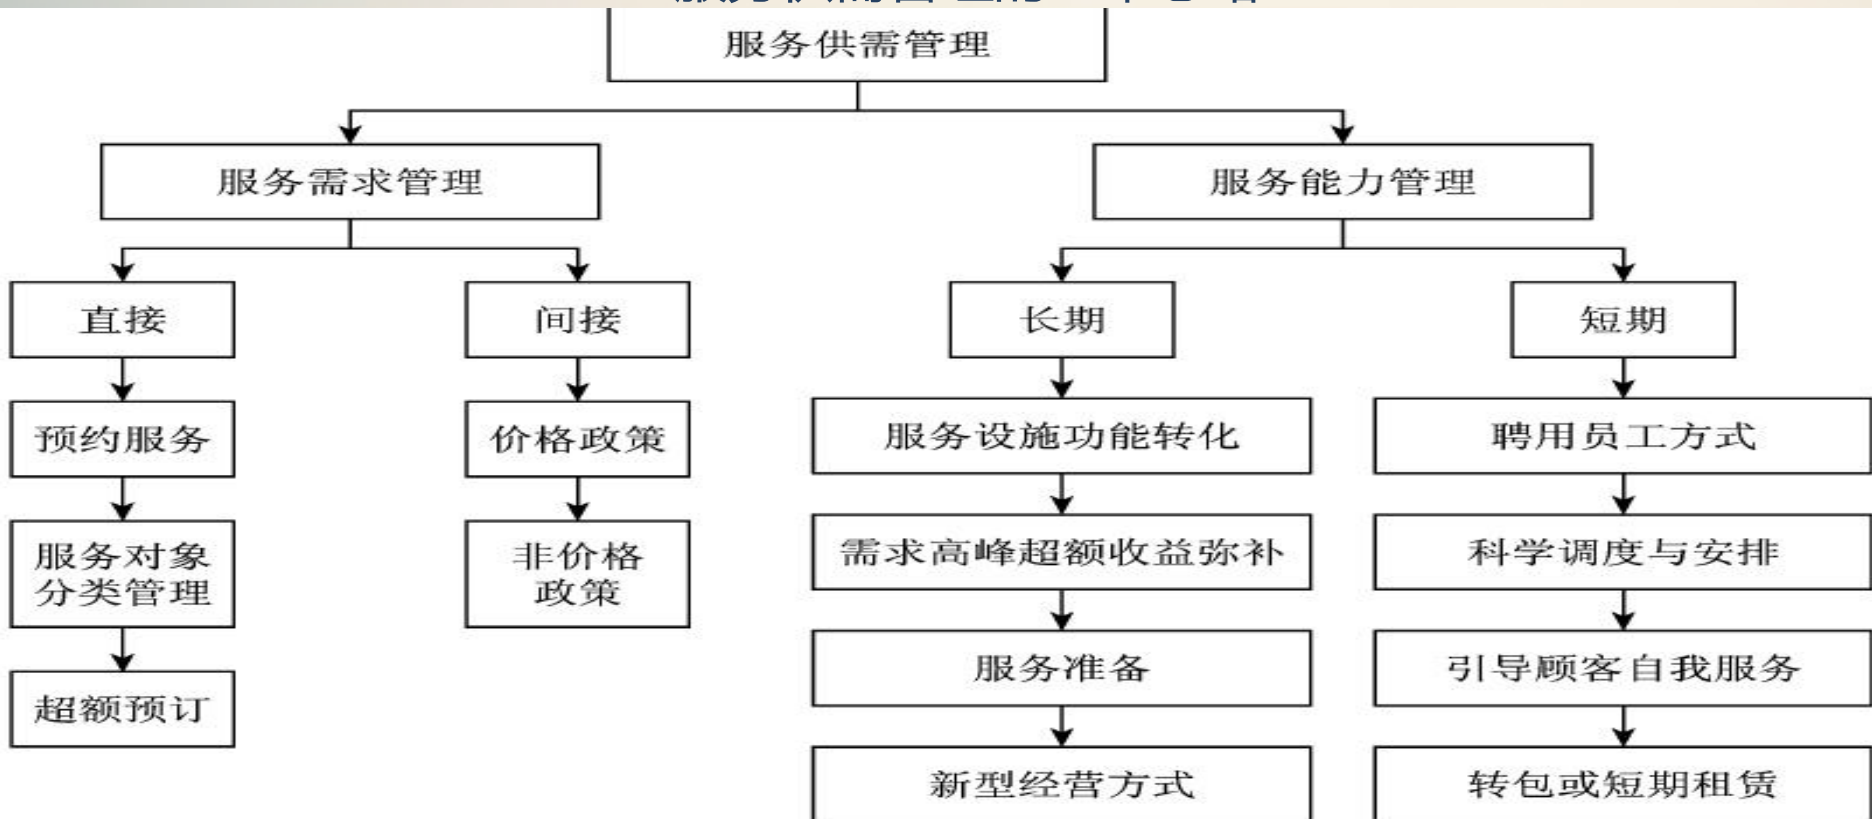 服务供需管理
服务需求管理
服务能力管理
直接
间接
长期
短期
预约服务
价格政策
服务设施功能转化
聘用员工方式
服务对象
分类管理
非价格
政策
需求高峰超额收益弥补
科学调度与安排
超额预订
服务准备
引导顾客自我服务
新型经营方式
转包或短期租赁